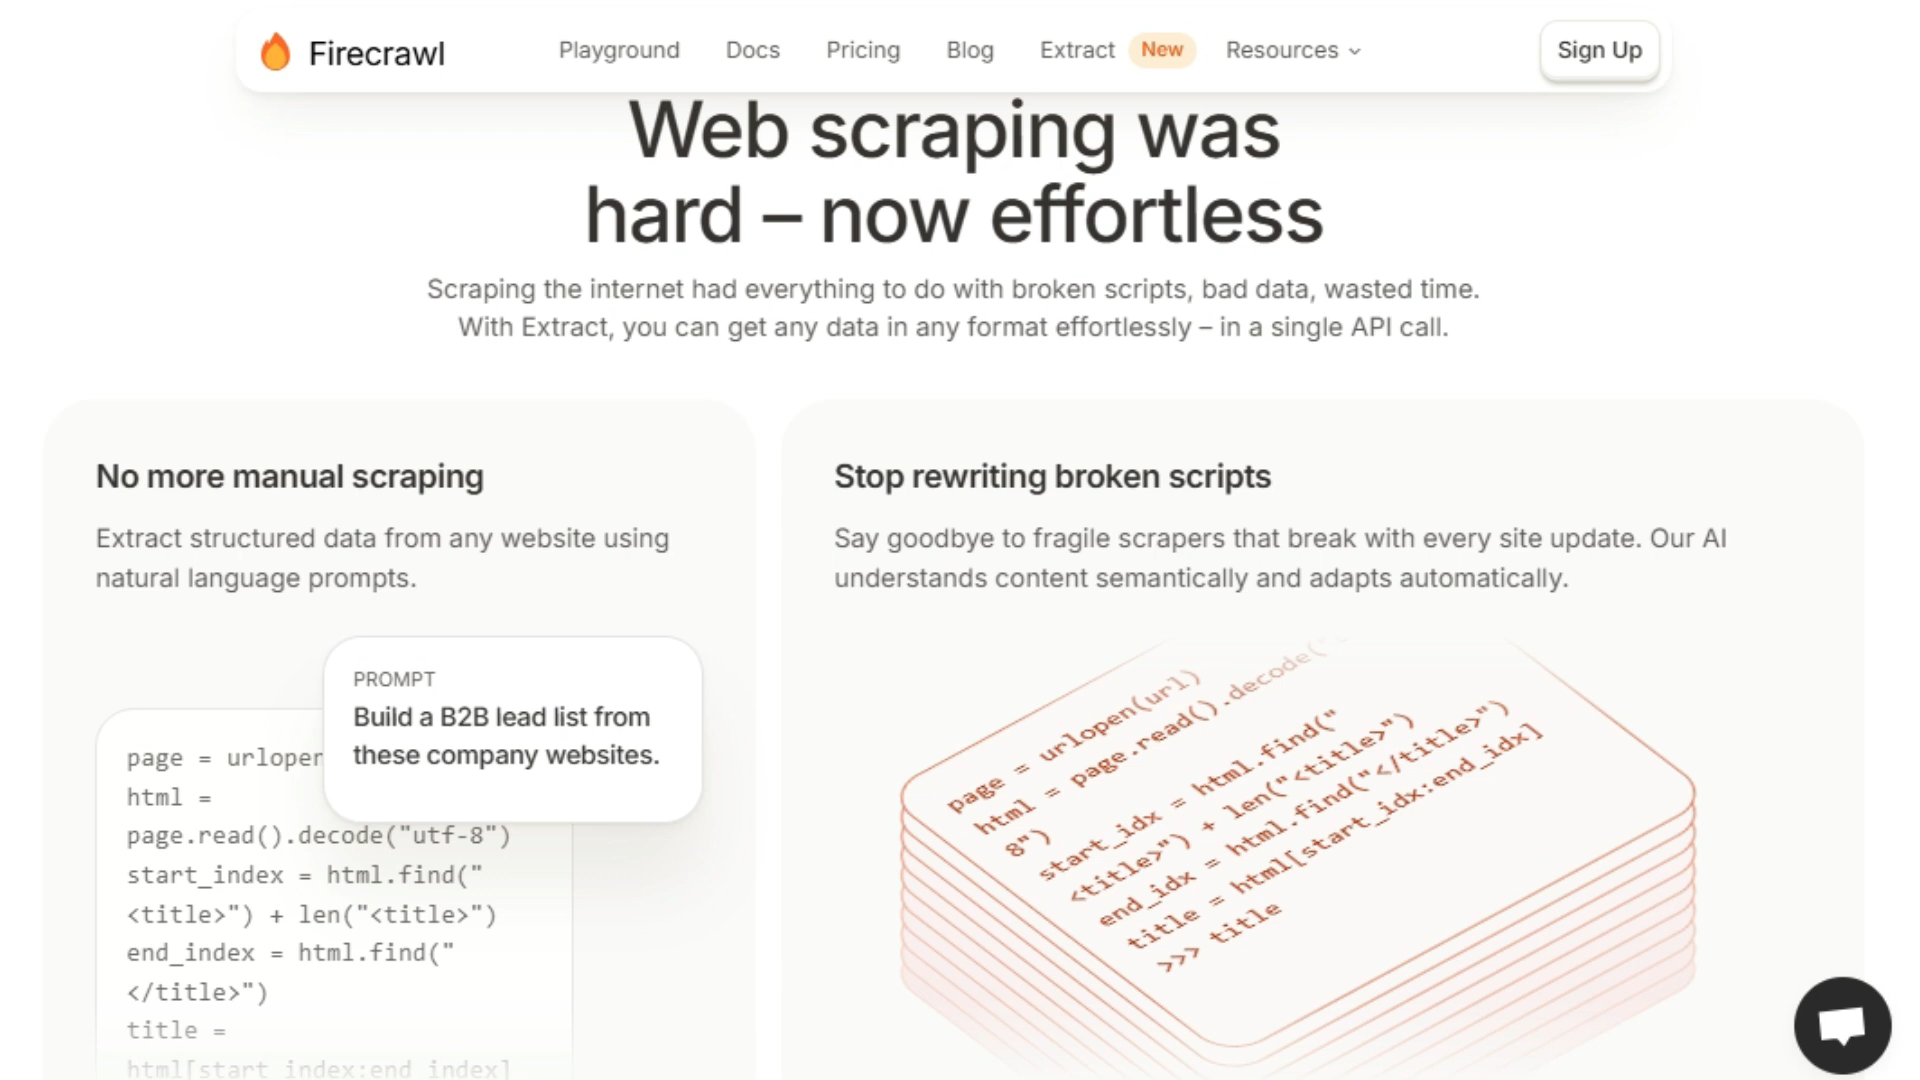 Firecrawl
Playground
Docs
Pricing
Blog
Extract
New
Resources
Sign Up
Web scraping was
hard – now effortless
Scraping the internet had everything to do with broken scripts, bad data, wasted time.
With Extract, you can get any data in any format effortlessly – in a single API call.
No more manual scraping
Extract structured data from any website using
natural language prompts.
PROMPT
Build a B2B lead list from
these company websites.
page = urlopen
html =
page.read().decode("utf-8")
start_index = html.find("
<title>") + len("<title>")
end_index = html.find("
</title>")
title =
html[start_index:end_index]
Stop rewriting broken scripts
Say goodbye to fragile scrapers that break with every site update. Our AI
understands content semantically and adapts automatically.
page = urlopen(url)
html = page.read().decode("
8")
start_idx = html.find("
<title>") + len("<title>")
end_idx = html.find("</title>")
title = html[start_idx:end_idx]
>>> title